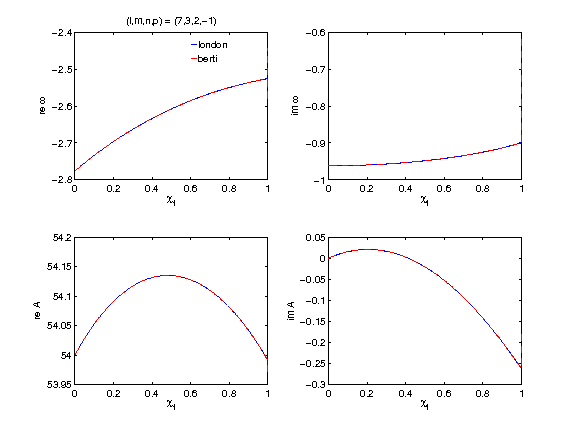 (l,m,n,p) = (7,3,2,−1)
−2.4
−2.5
−2.6
−2.7
−2.8
re ω
london
berti
0 0.2 0.4 0.6 0.8 1
χf
−0.6
−0.7
−0.8
−0.9
−1
im ω
0 0.2 0.4 0.6 0.8 1
χf
54.2
54.15
54.1
54.05
54
53.95
re A
0 0.2 0.4 0.6 0.8 1
χf
0.05
0
−0.05
−0.1
−0.15
−0.2
−0.25
−0.3
im A
0 0.2 0.4 0.6 0.8 1
χf